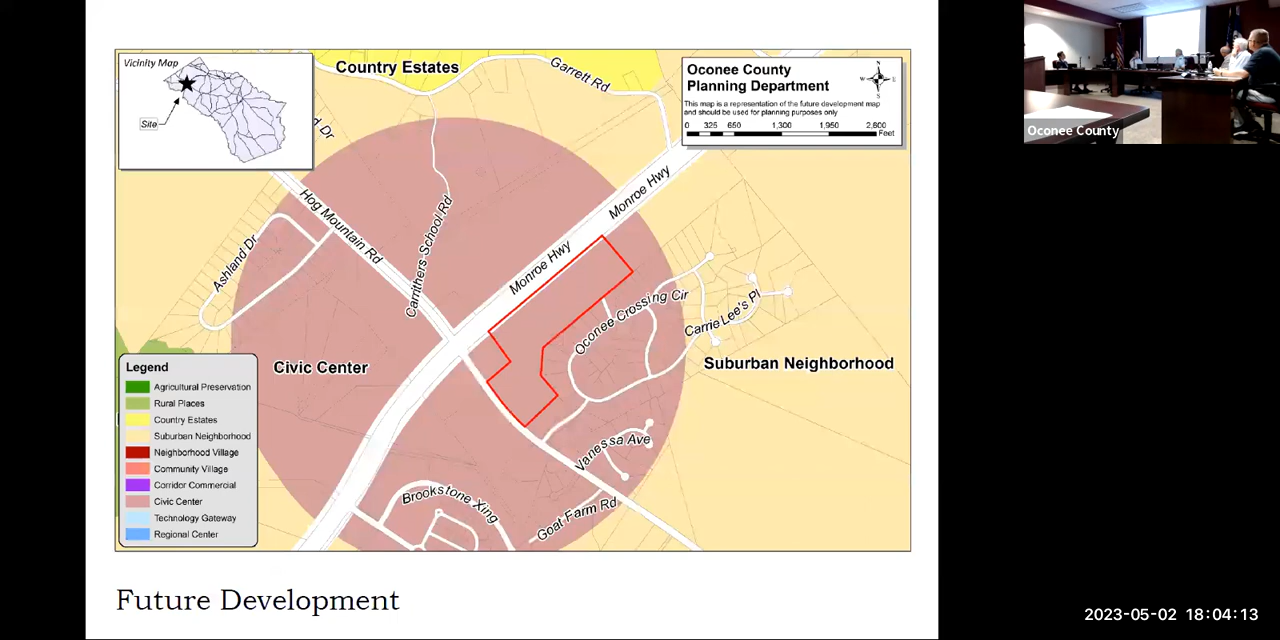 Vicinity Map
Site
Country Estates
Garrett Rd
Oconee County
Planning Department
This map is a representation of the future development map
and should be used for planning purposes only
N
W
E
S
0 325 650 1,300 1,950 2,600
Feet
d Dr
Hog Mountain Rd
Carrithers School Rd
Monroe Hwy
Monroe Hwy
Ashland Dr
Oconee Crossing Cir
Carrie Lee's Pl
Civic Center
Suburban Neighborhood
Vanessa Ave
Brookstone Xing
Goat Farm Rd
Legend
Agricultural Preservation
Rural Places
Country Estates
Suburban Neighborhood
Neighborhood Village
Community Village
Corridor Commercial
Civic Center
Technology Gateway
Regional Center
Future Development
Oconee County
2023-05-02 18:04:13